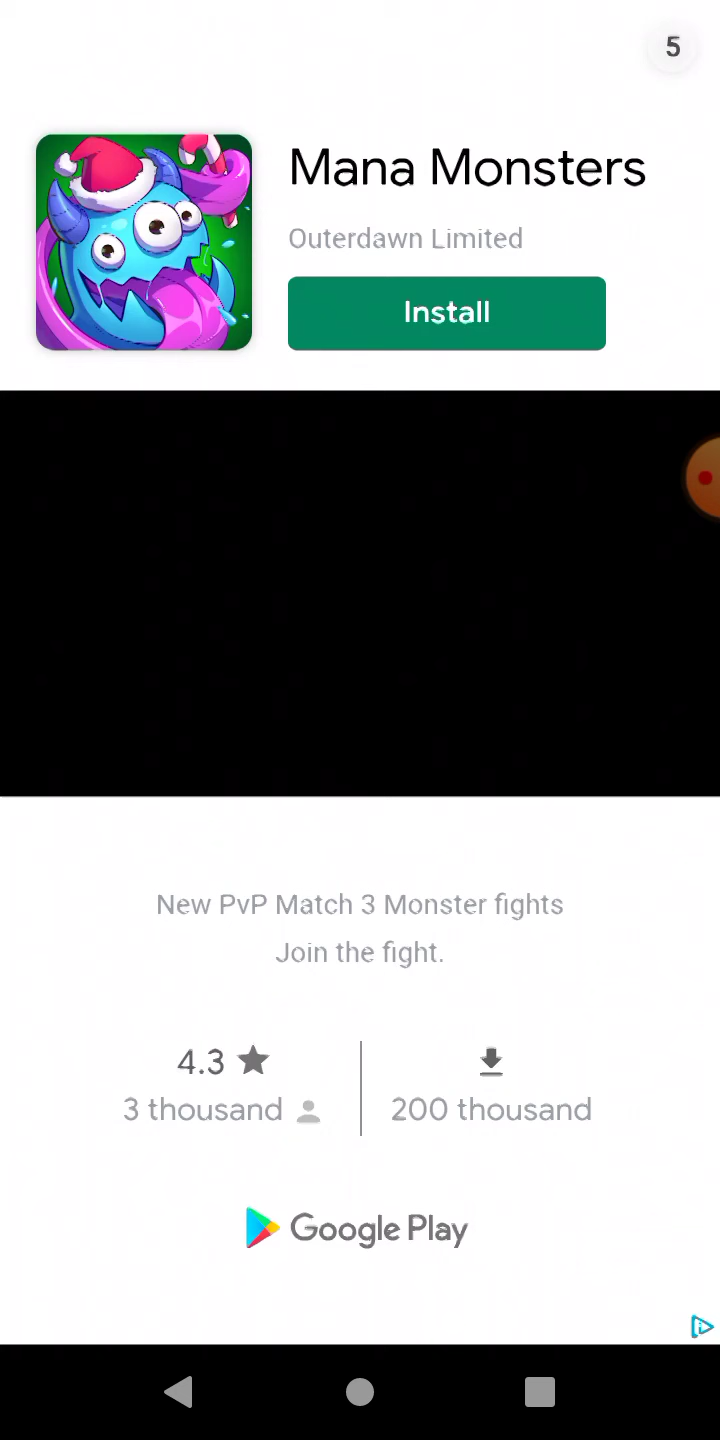 5
Mana Monsters
Outerdawn Limited
Install
New PvP Match 3 Monster fights
Join the fight.
4.3
3 thousand
200 thousand
Google Play